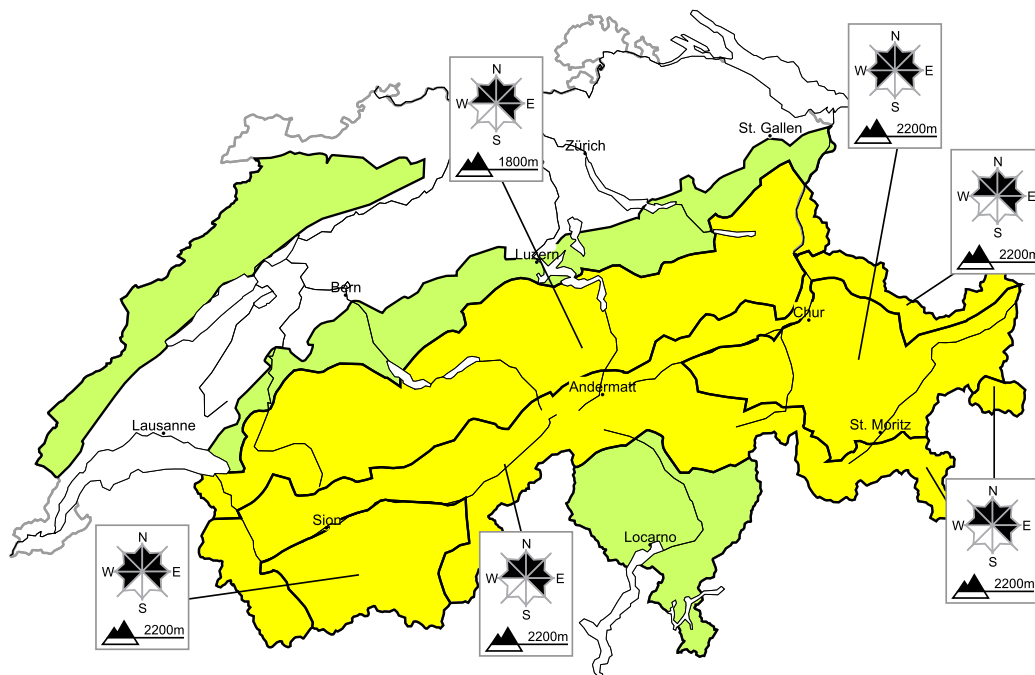 N
W E
S
2200m
N
W E
S
1800m
St. Gallen
Zürich
N
W E
S
2200m
Luzern
Bern
Chur
Andermatt
Lausanne
St. Moritz
N
W E
S
2200m
Sion
N
W E
S
2200m
N
W E
S
2200m
Locarno